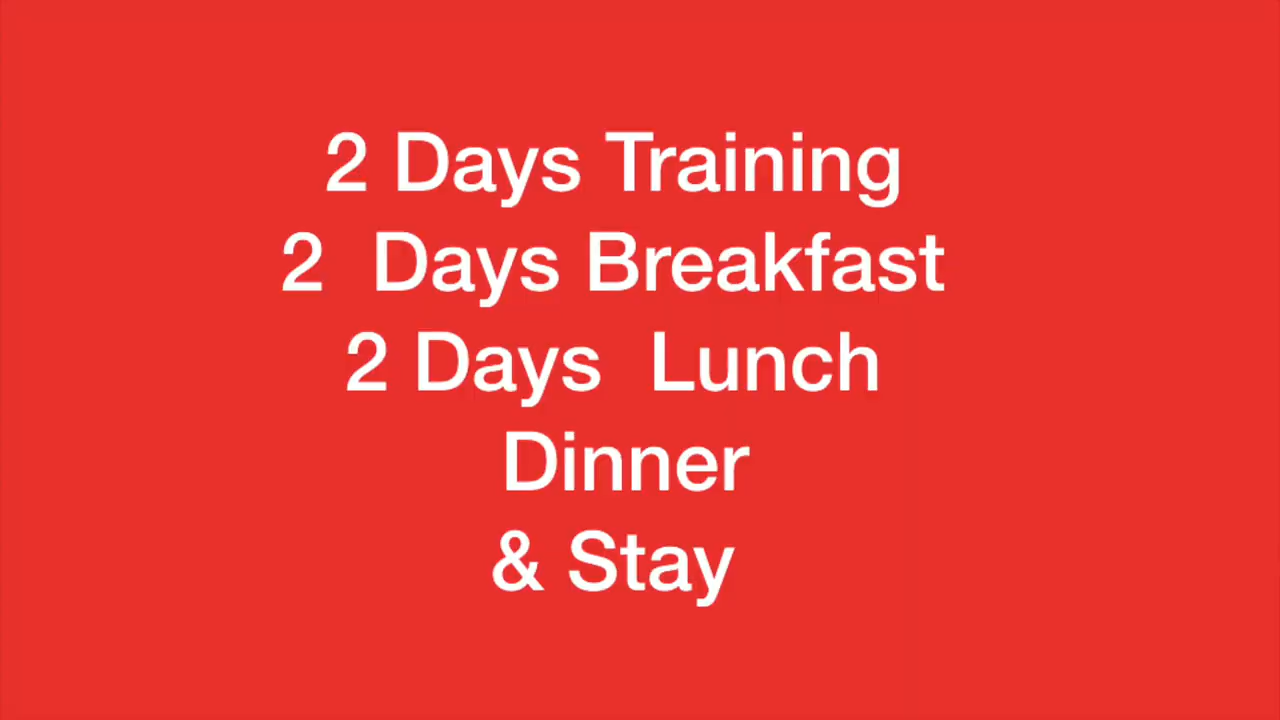 2 Days Training
2 Days Breakfast
2 Days Lunch
Dinner
& Stay